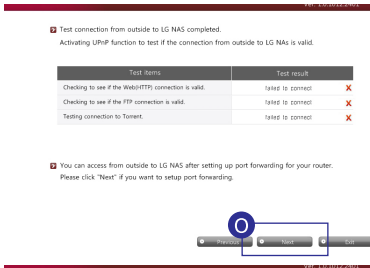 Test connection from outside to LG NAS completed.
Activating UPnP function to test if the connection from outside to LG NAs is valid.
Test items Test result
Checking to see if the Web(HTTP) connection is valid. failed to connect X
Checking to see if the FTP connection is valid. failed to connect X
Testing connection to Torrent. failed to connect X
You can access from outside to LG NAS after setting up port forwarding for your router.
Please click "Next" if you want to setup port forwarding.
O
Previous Next Exit